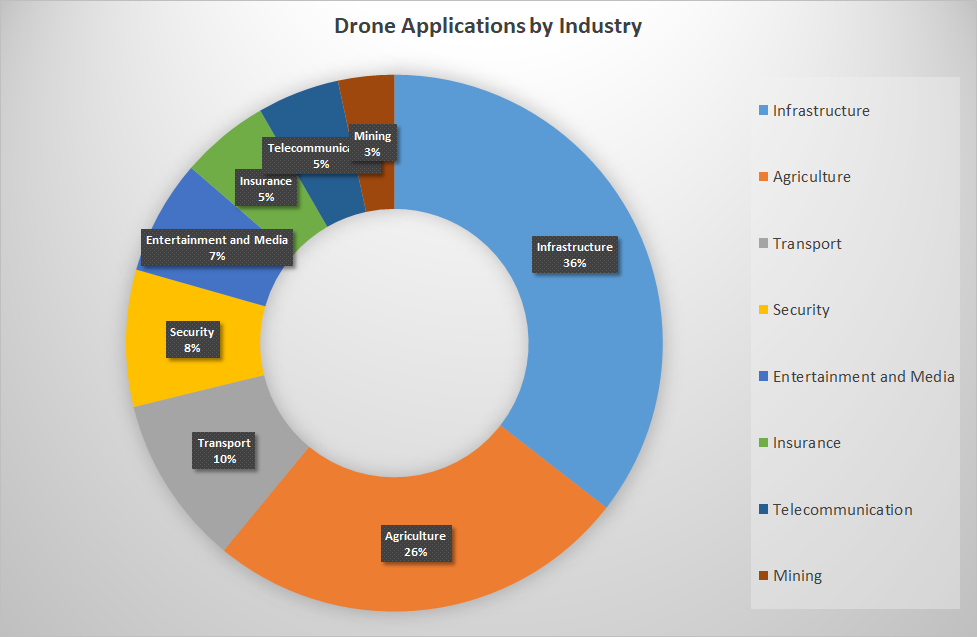 Drone Applications by Industry
Mining
3%
Telecommunica
5%
Insurance
5%
Entertainment and Media
7%
Security
8%
Transport
10%
Agriculture
26%
Infrastructure
36%
Infrastructure
Agriculture
Transport
Security
Entertainment and Media
Insurance
Telecommunication
Mining